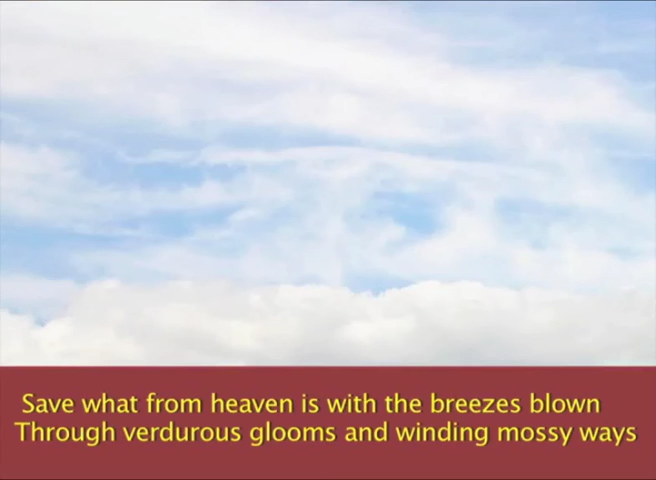 Save what from heaven is with the breezes blown
Through verdurous glooms and winding mossy ways